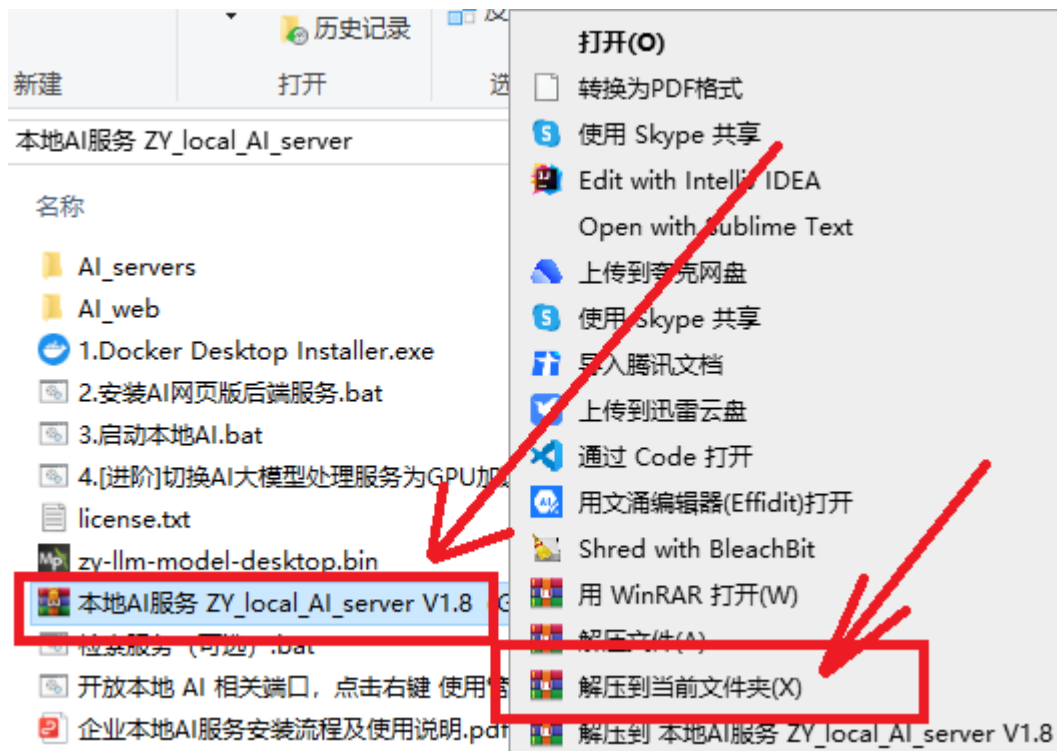 历史记录
新建
打开
选
本地AI服务 ZY_local_AI_server
名称
AI_servers
AI_web
1.Docker Desktop Installer.exe
2.安装AI网页版后端服务.bat
3.启动本地AI.bat
4.[进阶]切换AI大模型处理服务为GPU加
license.txt
zy-llm-model-desktop.bin
本地AI服务 ZY_local_AI_server V1.8
检索服务（可选）.bat
开放本地 AI 相关端口，点击右键 使用管
企业本地AI服务安装流程及使用说明.pdf
打开(O)
转换为PDF格式
使用 Skype 共享
Edit with IntelliJ IDEA
Open with Sublime Text
上传到夸克网盘
使用 Skype 共享
导入腾讯文档
上传到迅雷云盘
通过 Code 打开
用文涌编辑器(Effidit)打开
Shred with BleachBit
用 WinRAR 打开(W)
解压文件(A)
解压到当前文件夹(X)
解压到 本地AI服务 ZY_local_AI_server V1.8